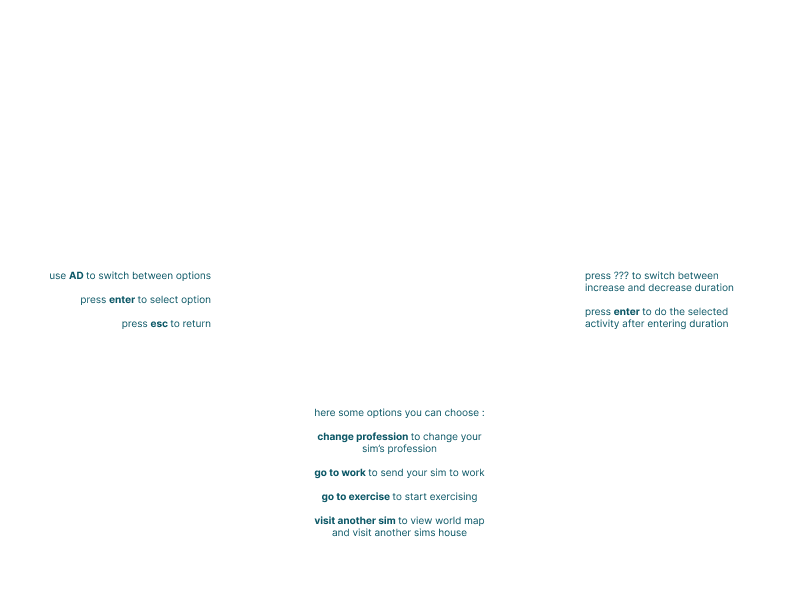 use AD to switch between options
press enter to select option
press esc to return
press ??? to switch between
increase and decrease duration
press enter to do the selected
activity after entering duration
here some options you can choose :
change profession to change your
sim’s profession
go to work to send your sim to work
go to exercise to start exercising
visit another sim to view world map
and visit another sims house